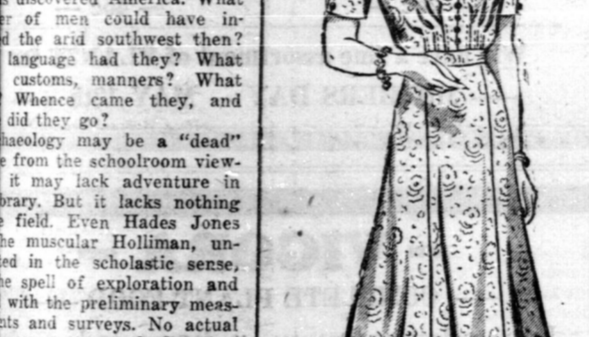 discovered America. What
er of men could have in-
d the arid southwest then?
language had they? What
customs, manners? What
Whence came they, and
did they go?
haeology may be a "dead"
e from the schoolroom view-
it may lack adventure in
brary. But it lacks nothing
e field. Even Hades Jones
he muscular Holliman, un-
ted in the scholastic sense,
he spell of exploration and
with the preliminary meas-
nts and surveys. No actual